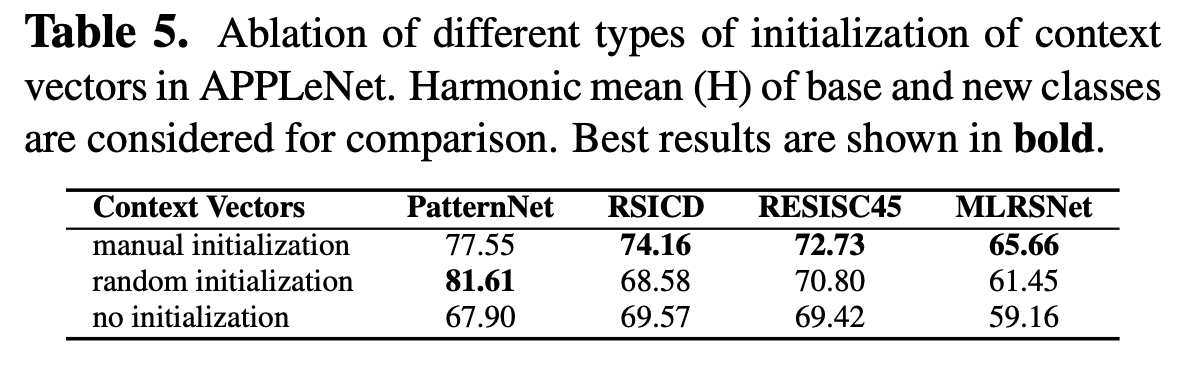 Table 5. Ablation of different types of initialization of context
vectors in APPLeNet. Harmonic mean (H) of base and new classes
are considered for comparison. Best results are shown in bold.
Context Vectors PatternNet RSICD RESISC45 MLRSNet
manual initialization 77.55 74.16 72.73 65.66
random initialization 81.61 68.58 70.80 61.45
no initialization 67.90 69.57 69.42 59.16